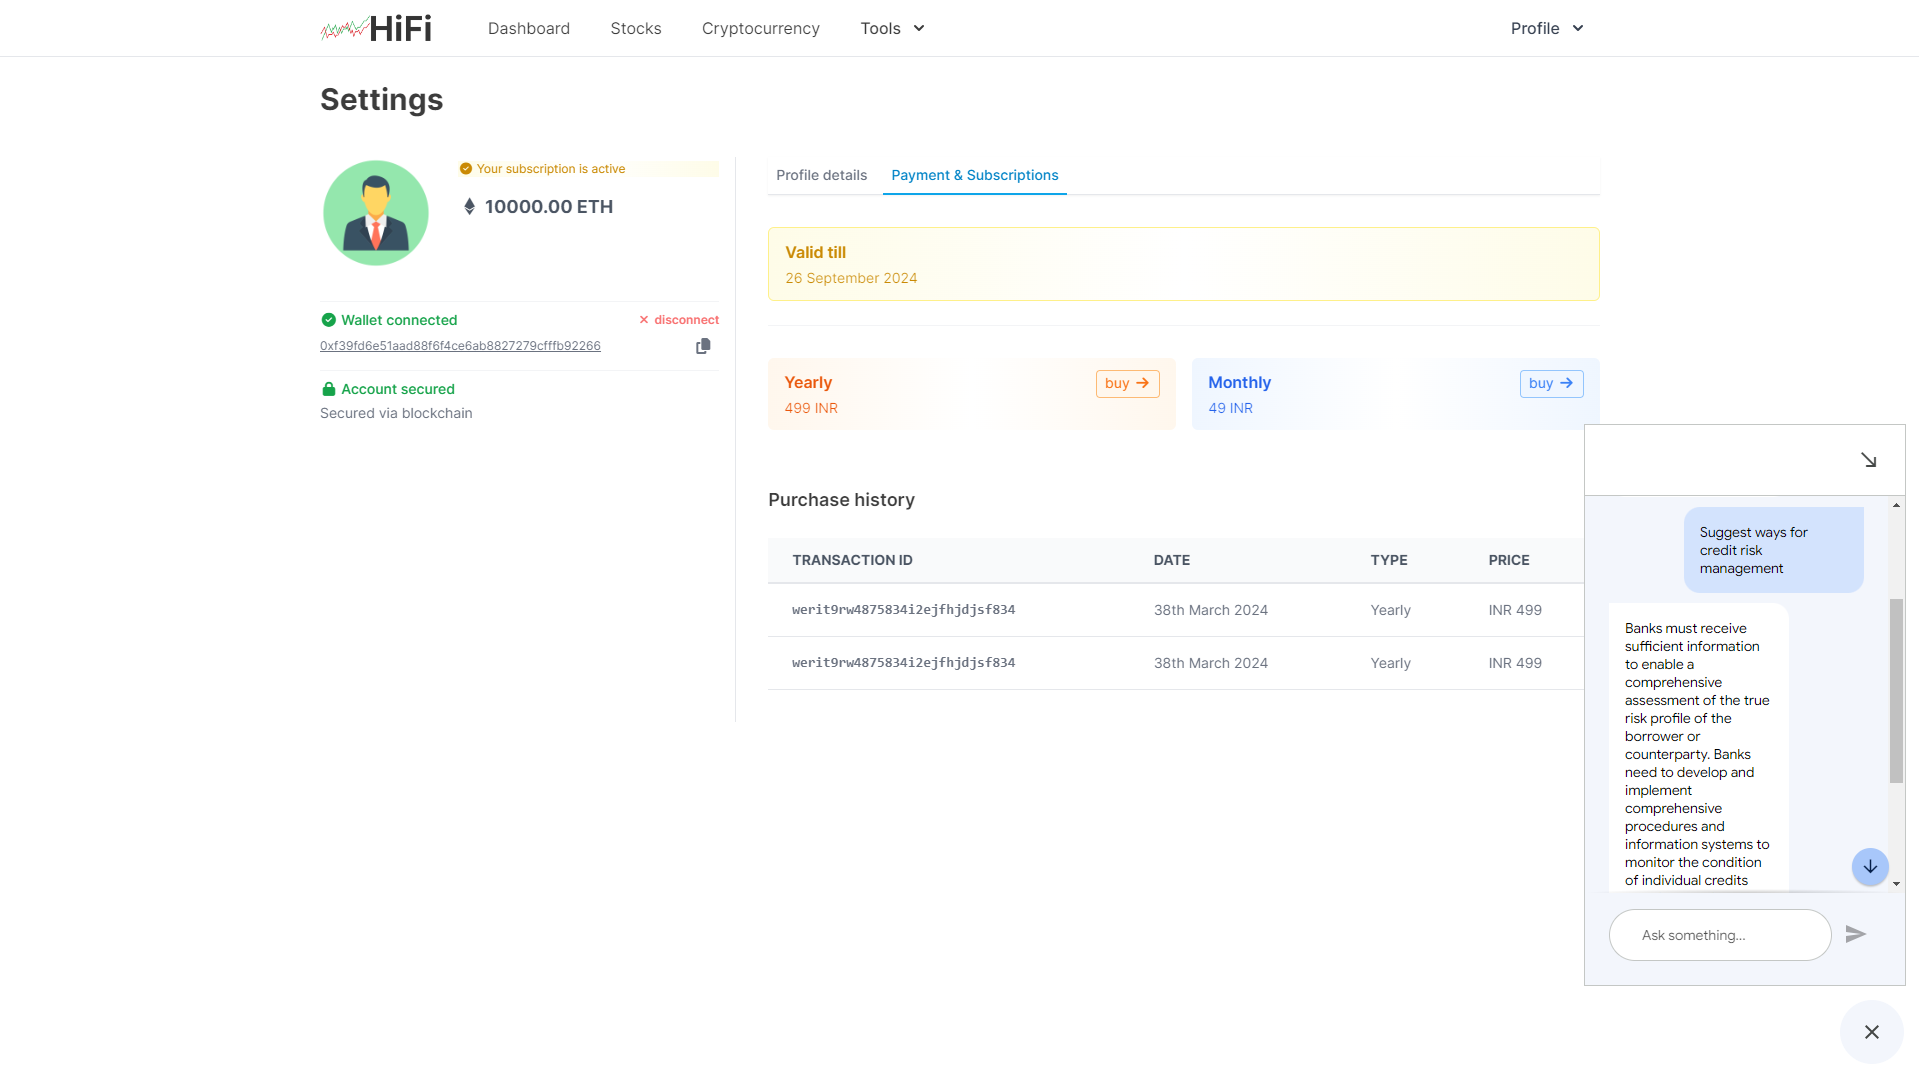 HiFi
Dashboard
Stocks
Cryptocurrency
Tools
Profile
Settings
Your subscription is active
10000.00 ETH
Wallet connected
disconnect
0xf39fd6e51aad88f6f4ce6ab8827279cfffb92266
Account secured
Secured via blockchain
Profile details
Payment & Subscriptions
Valid till
26 September 2024
Yearly
buy
499 INR
Monthly
buy
49 INR
Purchase history
TRANSACTION ID DATE TYPE PRICE
werit9rw4875834i2ejfhjdjsf834 38th March 2024 Yearly INR 499
werit9rw4875834i2ejfhjdjsf834 38th March 2024 Yearly INR 499
Suggest ways for
credit risk
management
Banks must receive
sufficient information
to enable a
comprehensive
assessment of the true
risk profile of the
borrower or
counterparty. Banks
need to develop and
implement
comprehensive
procedures and
information systems to
monitor the condition
of individual credits
Ask something...